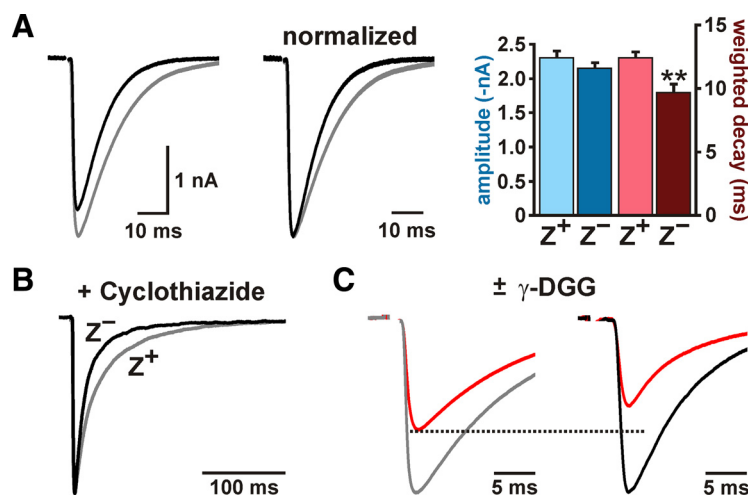 A
normalized
1 nA
10 ms
10 ms
amplitude (-nA)
2.5
2.0
1.5
1
0.5
0
**
15
10
5
0
weighted decay (ms)
Z+ Z− Z+ Z−
B
+ Cyclothiazide
Z−
Z+
100 ms
C
± γ-DGG
5 ms
5 ms